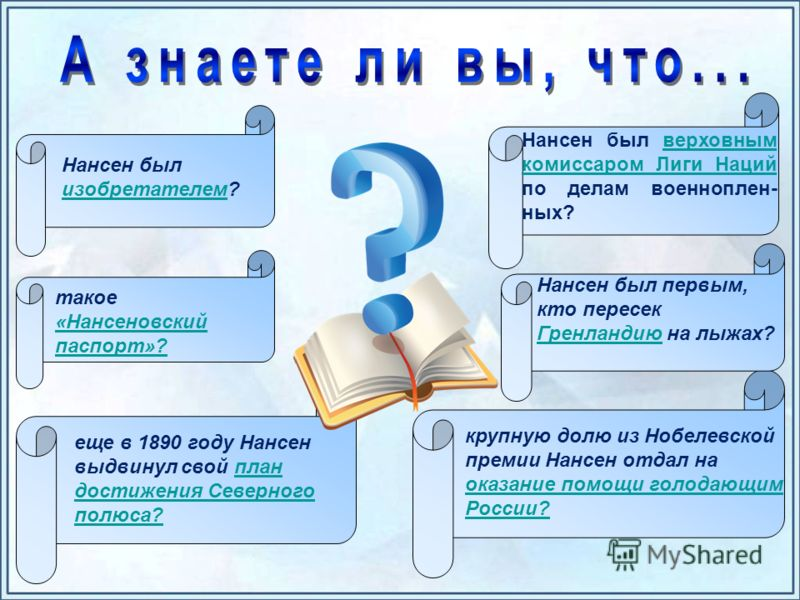 А знаете ли вы, что...
Нансен был
изобретателем?
такое
«Нансеновский
паспорт»?
еще в 1890 году Нансен
выдвинул свой план
достижения Северного
полюса?
Нансен был верховным
комиссаром Лиги Наций
по делам военноплен-
ных?
Нансен был первым,
кто пересек
Гренландию на лыжах?
крупную долю из Нобелевской
премии Нансен отдал на
оказание помощи голодающим
России?
MyShared